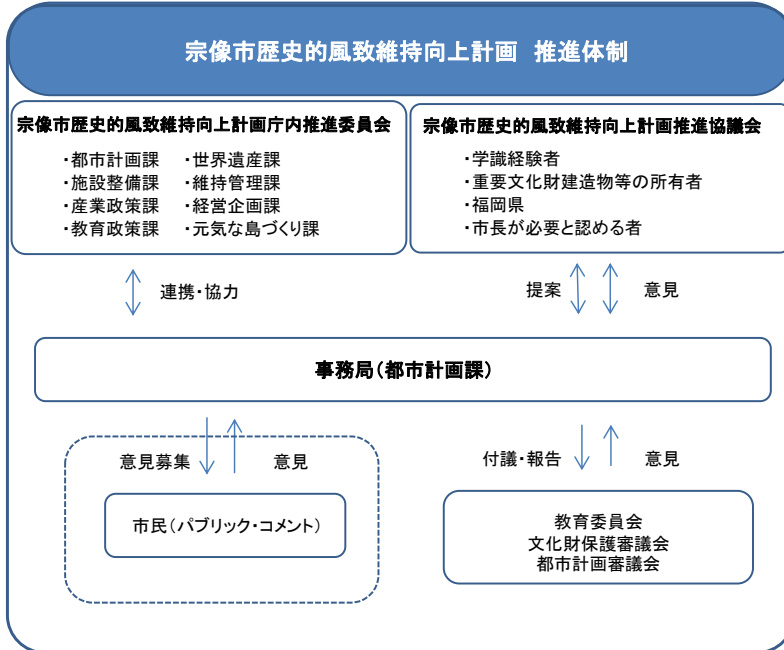 宗像市歴史的風致維持向上計画 推進体制
宗像市歴史的風致維持向上計画庁内推進委員会
・都市計画課 ・世界遺産課
・施設整備課 ・維持管理課
・産業政策課 ・経営企画課
・教育政策課 ・元気な島づくり課
宗像市歴史的風致維持向上計画推進協議会
・学識経験者
・重要文化財建造物等の所有者
・福岡県
・市長が必要と認める者
連携・協力
提案 意見
事務局(都市計画課)
意見募集 意見
付議・報告 意見
市民(パブリック・コメント)
教育委員会
文化財保護審議会
都市計画審議会